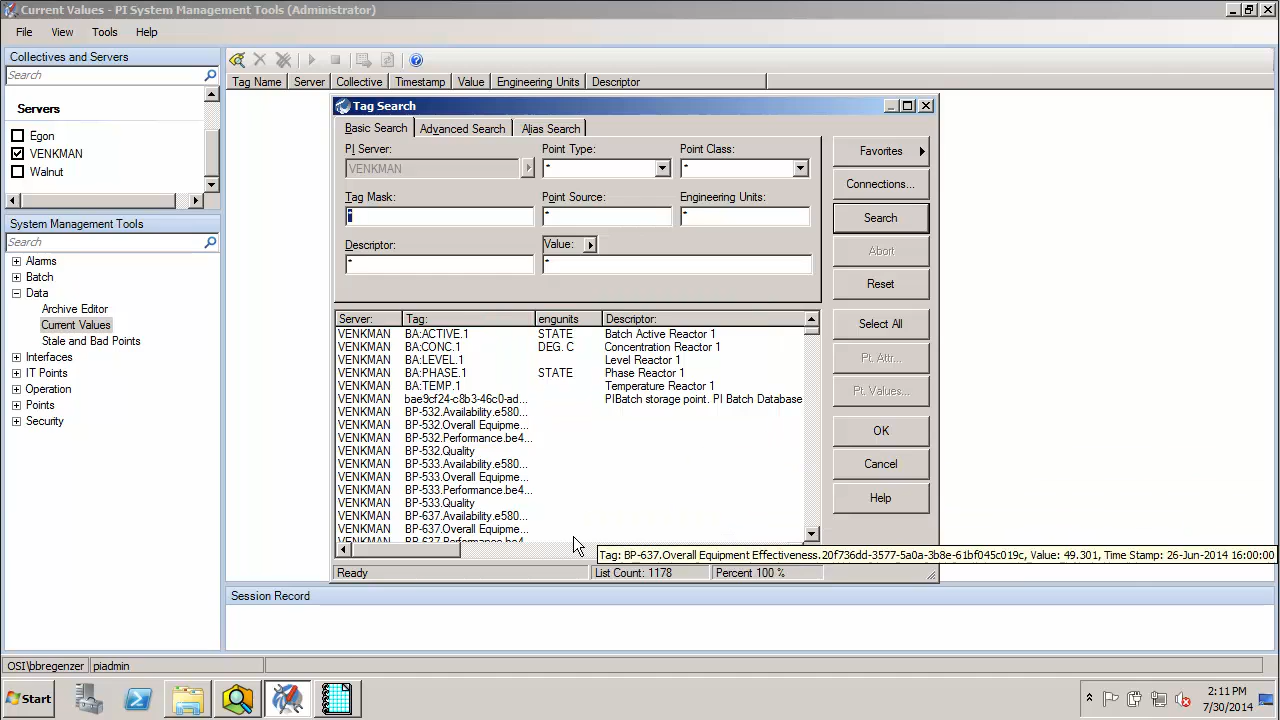 Current Values - PI System Management Tools (Administrator)
File View Tools Help
Collectives and Servers
Search
Servers
Egon
VENKMAN
Walnut
System Management Tools
Search
Alarms
Batch
Data
Archive Editor
Current Values
Stale and Bad Points
Interfaces
IT Points
Operation
Points
Security
Tag Name Server Collective Timestamp Value Engineering Units Descriptor
Tag Search
Basic Search Advanced Search Alias Search
PI Server: Point Type: Point Class:
VENKMAN * *
Tag Mask: Point Source: Engineering Units:
* * *
Descriptor: Value:
* *
Favorites
Connections...
Search
Abort
Reset
Select All
Pt. Attr...
Pt. Values...
OK
Cancel
Help
Server: Tag: engunits Descriptor:
VENKMAN BA:ACTIVE.1 STATE Batch Active Reactor 1
VENKMAN BA:CONC.1 DEG. C Concentration Reactor 1
VENKMAN BA:LEVEL.1 Level Reactor 1
VENKMAN BA:PHASE.1 STATE Phase Reactor 1
VENKMAN BA:TEMP.1 Temperature Reactor 1
VENKMAN bae9cf24-c8b3-46c0-ad... PIBatch storage point. PI Batch Database
VENKMAN BP-532.Availability.e580...
VENKMAN BP-532.Overall Equipme...
VENKMAN BP-532.Performance.be4...
VENKMAN BP-532.Quality
VENKMAN BP-533.Availability.e580...
VENKMAN BP-533.Overall Equipme...
VENKMAN BP-533.Performance.be4...
VENKMAN BP-533.Quality
VENKMAN BP-637.Availability.e580...
VENKMAN BP-637.Overall Equipme...
VENKMAN BP-637.Performance.be4...
Tag: BP-637.Overall Equipment Effectiveness.20f736dd-3577-5a0a-3b8e-61bf045c019c, Value: 49.301, Time Stamp: 26-Jun-2014 16:00:00
Ready List Count: 1178 Percent 100 %
Session Record
OSI\bbregenzer piadmin
Start
2:11 PM
7/30/2014